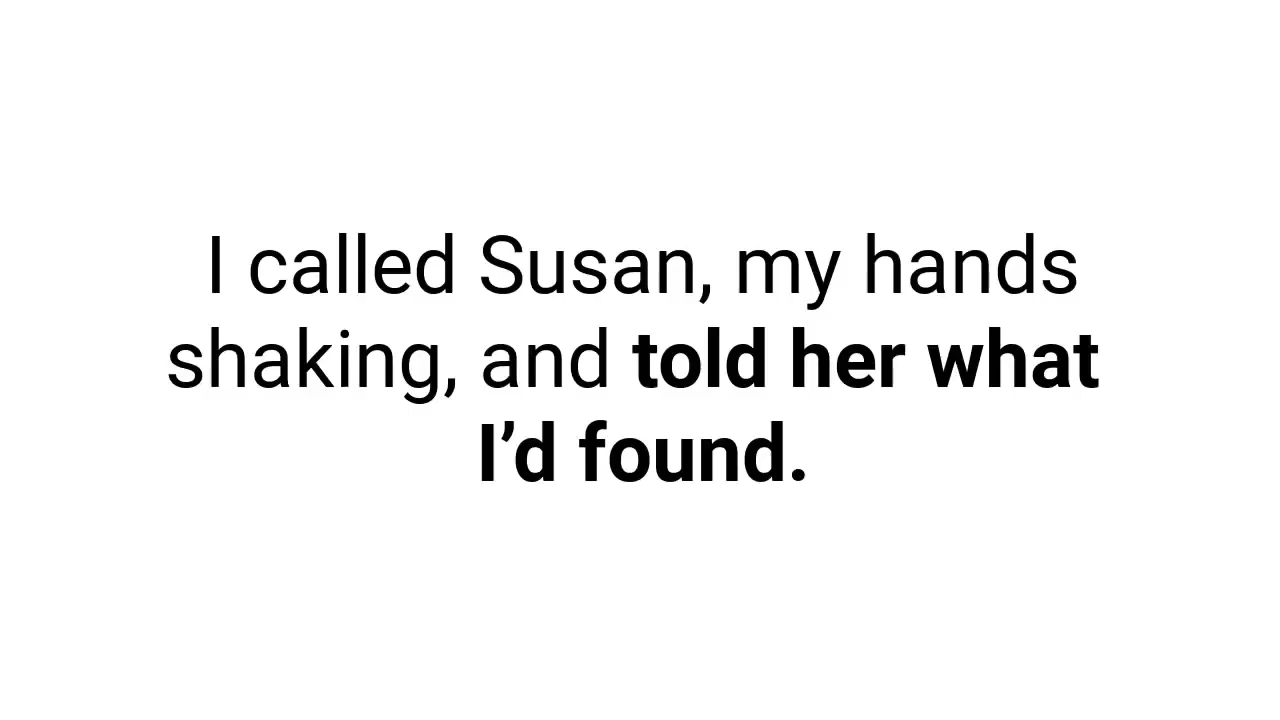 I called Susan, my hands
shaking, and told her what
I’d found.